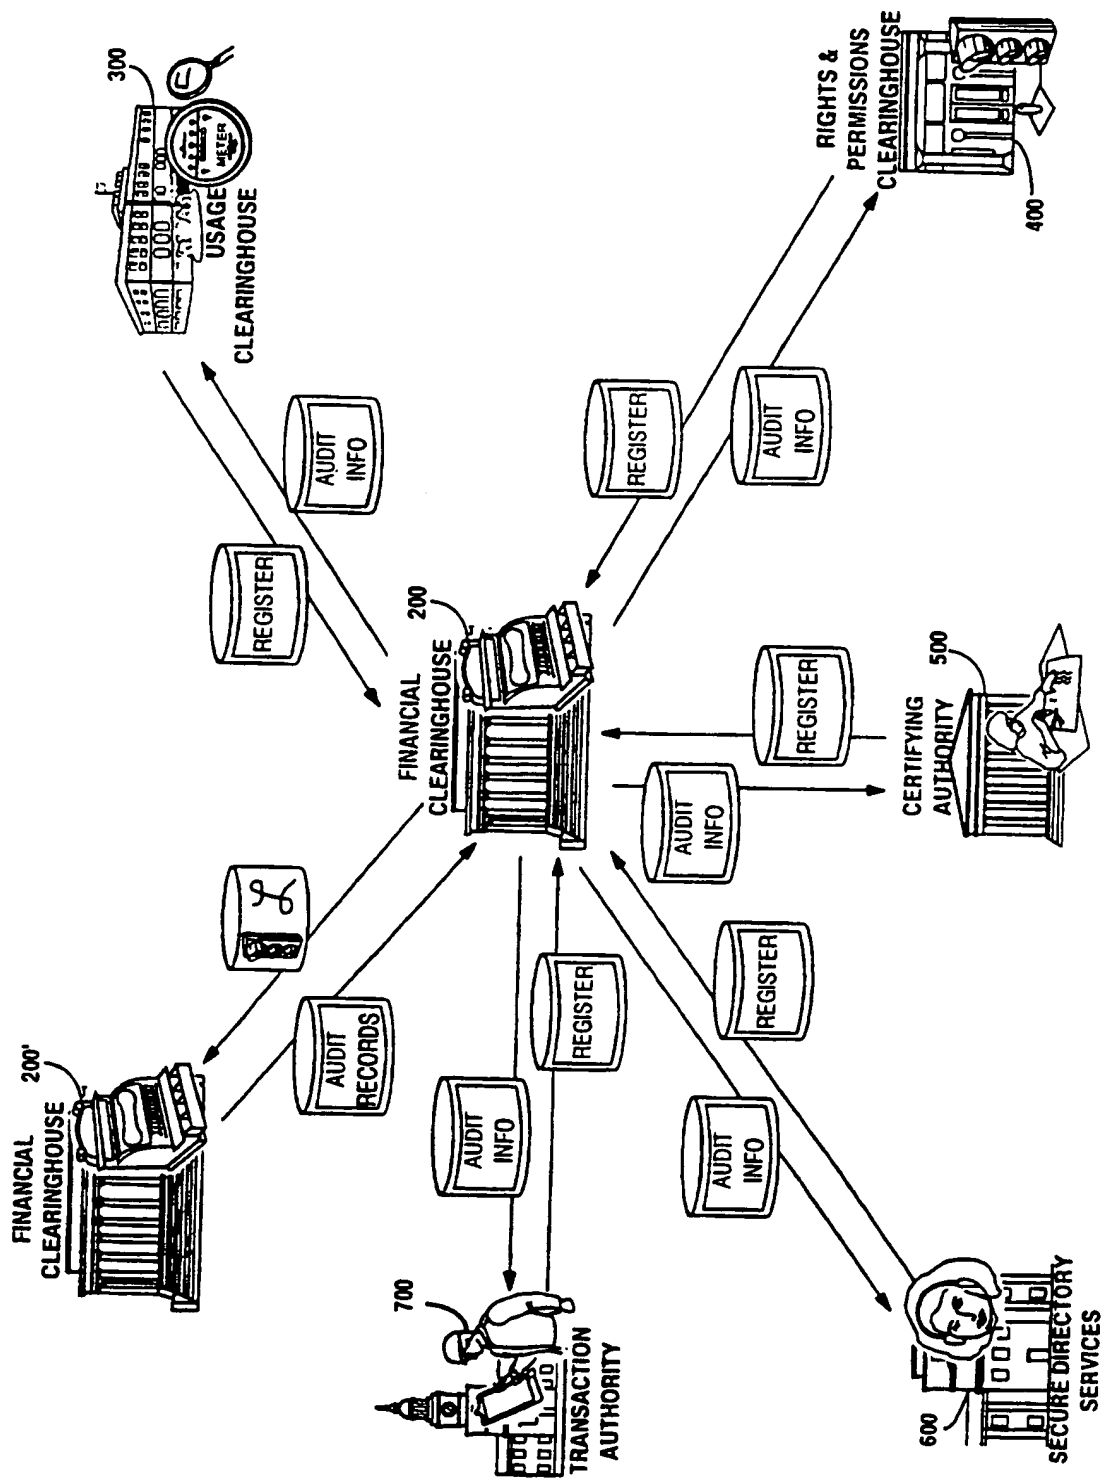 FINANCIAL
CLEARINGHOUSE
200'
TRANSACTION
AUTHORITY
700
AUDIT
RECORDS
AUDIT
INFO
REGISTER
FINANCIAL
CLEARINGHOUSE
200
REGISTER
AUDIT
INFO
METER
USAGE
CLEARINGHOUSE
300
REGISTER
AUDIT
INFO
RIGHTS &
PERMISSIONS
CLEARINGHOUSE
400
REGISTER
AUDIT
INFO
CERTIFYING
AUTHORITY
500
REGISTER
AUDIT
INFO
SECURE DIRECTORY
SERVICES
600